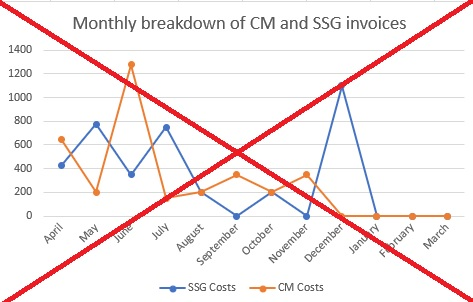 Monthly breakdown of CM and SSG invoices
1400
1200
1000
800
600
400
200
0
April
May
June
July
August
September
October
November
December
January
February
March
SSG Costs
CM Costs